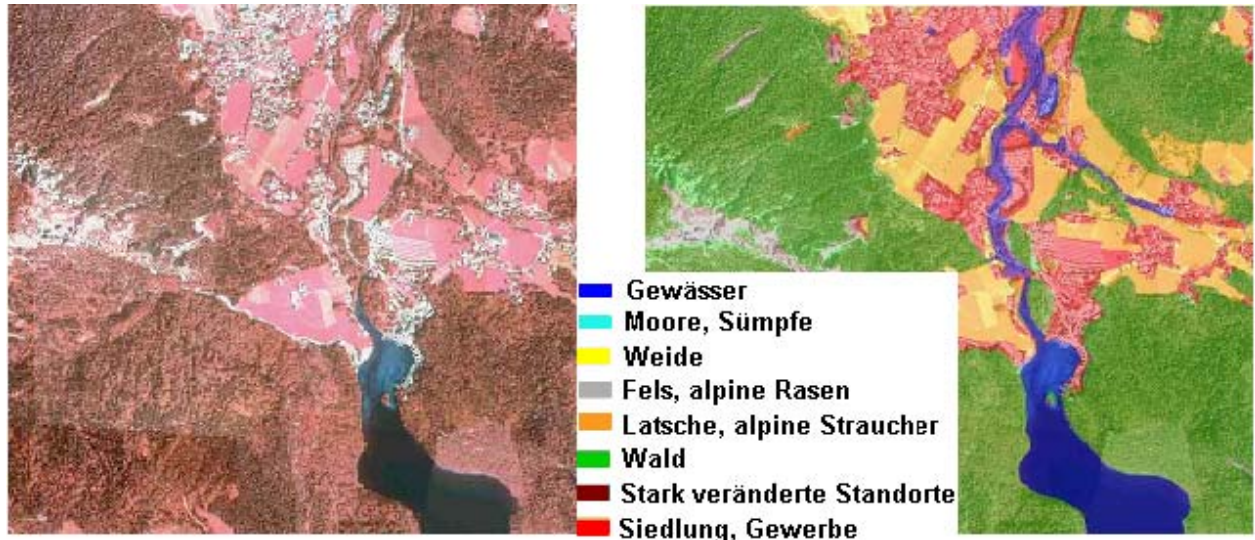 Gewässer
Moore, Sümpfe
Weide
Fels, alpine Rasen
Latsche, alpine Straucher
Wald
Stark veränderte Standorte
Siedlung, Gewerbe